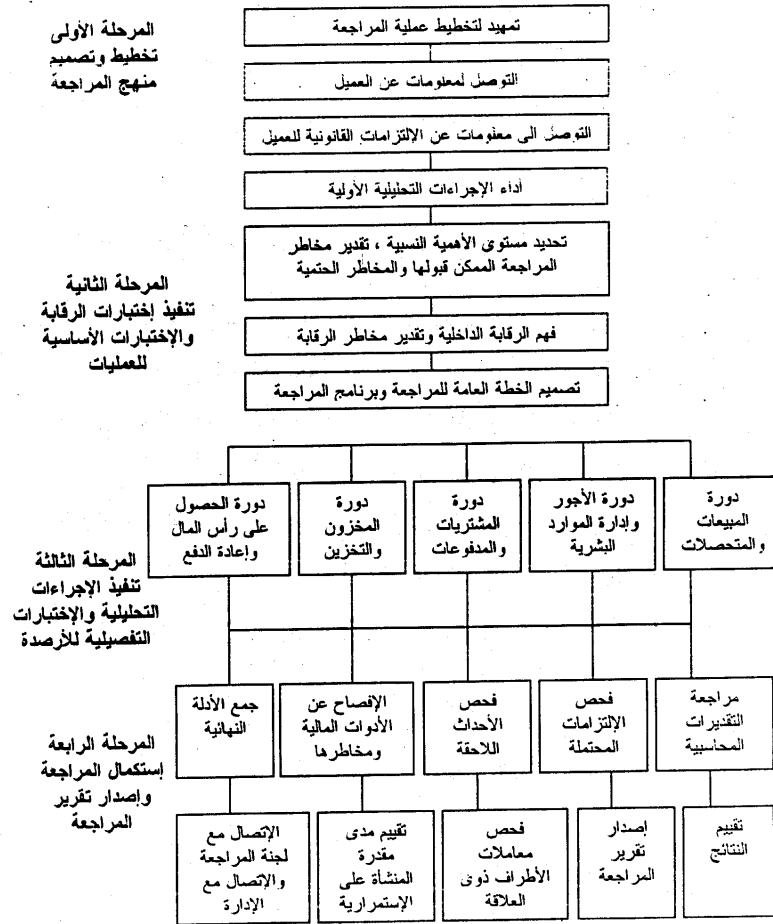 المرحلة الأولى
تخطيط وتصميم
منهج المراجعة
تمهيد لتخطيط عملية المراجعة
التوصل لمعلومات عن العميل
التوصل الى معلومات عن الإلتزامات القانونية للعميل
أداء الإجراءات التحليلية الأولية
تحديد مستوى الأهمية النسبية ، تقدير مخاطر
المراجعة الممكن قبولها والمخاطر الحتمية
المرحلة الثانية
تنفيذ إختبارات الرقابة
والإختبارات الأساسية
للعمليات
فهم الرقابة الداخلية وتقدير مخاطر الرقابة
تصميم الخطة العامة للمراجعة وبرنامج المراجعة
دورة
المبيعات
والمتحصلات
دورة الأجور
وإدارة الموارد
البشرية
دورة
المشتريات
والمدفوعات
دورة
المخزون
والتخزين
دورة الحصول
على رأس المال
وإعادة الدفع
المرحلة الثالثة
تنفيذ الإجراءات
التحليلية والإختبارات
التفصيلية للأرصدة
مراجعة
التقديرات
المحاسبية
فحص
الإلتزامات
المحتملة
فحص
الأحداث
اللاحقة
الإفصاح عن
الأدوات المالية
ومخاطرها
جمع الأدلة
النهائية
المرحلة الرابعة
إستكمال المراجعة
وإصدار تقرير
المراجعة
تقييم
النتائج
إصدار
تقرير
المراجعة
فحص
معاملات
الأطراف ذوى
العلاقة
تقييم مدى
مقدرة
المنشأة على
الإستمرارية
الإتصال مع
لجنة المراجعة
والإتصال مع
الإدارة